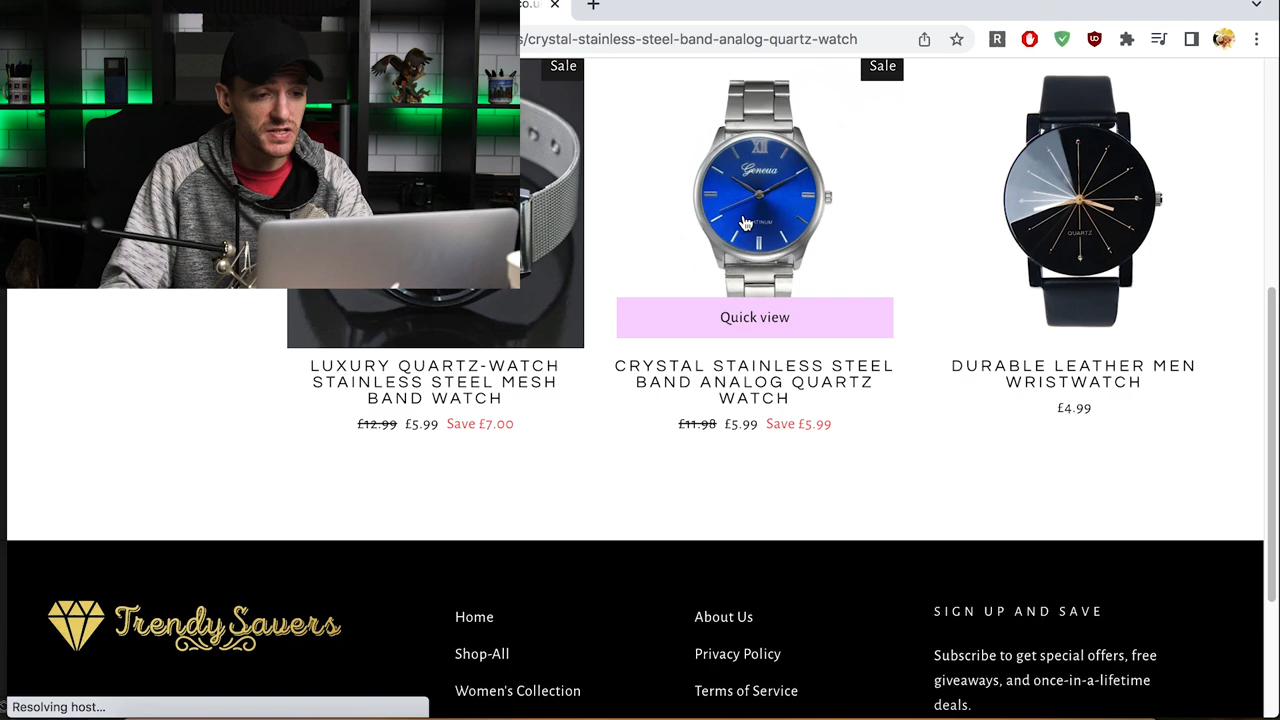 co.u
s/crystal-stainless-steel-band-analog-quartz-watch
Sale
Sale
XII
Geneva
QUARTZ
Quick view
LUXURY QUARTZ-WATCH
STAINLESS STEEL MESH
BAND WATCH
£12.99 £5.99 Save £7.00
CRYSTAL STAINLESS STEEL
BAND ANALOG QUARTZ
WATCH
£11.98 £5.99 Save £5.99
DURABLE LEATHER MEN
WRISTWATCH
£4.99
Trendy Savers
Home
Shop-All
Women's Collection
About Us
Privacy Policy
Terms of Service
SIGN UP AND SAVE
Subscribe to get special offers, free
giveaways, and once-in-a-lifetime
deals.
Resolving host...